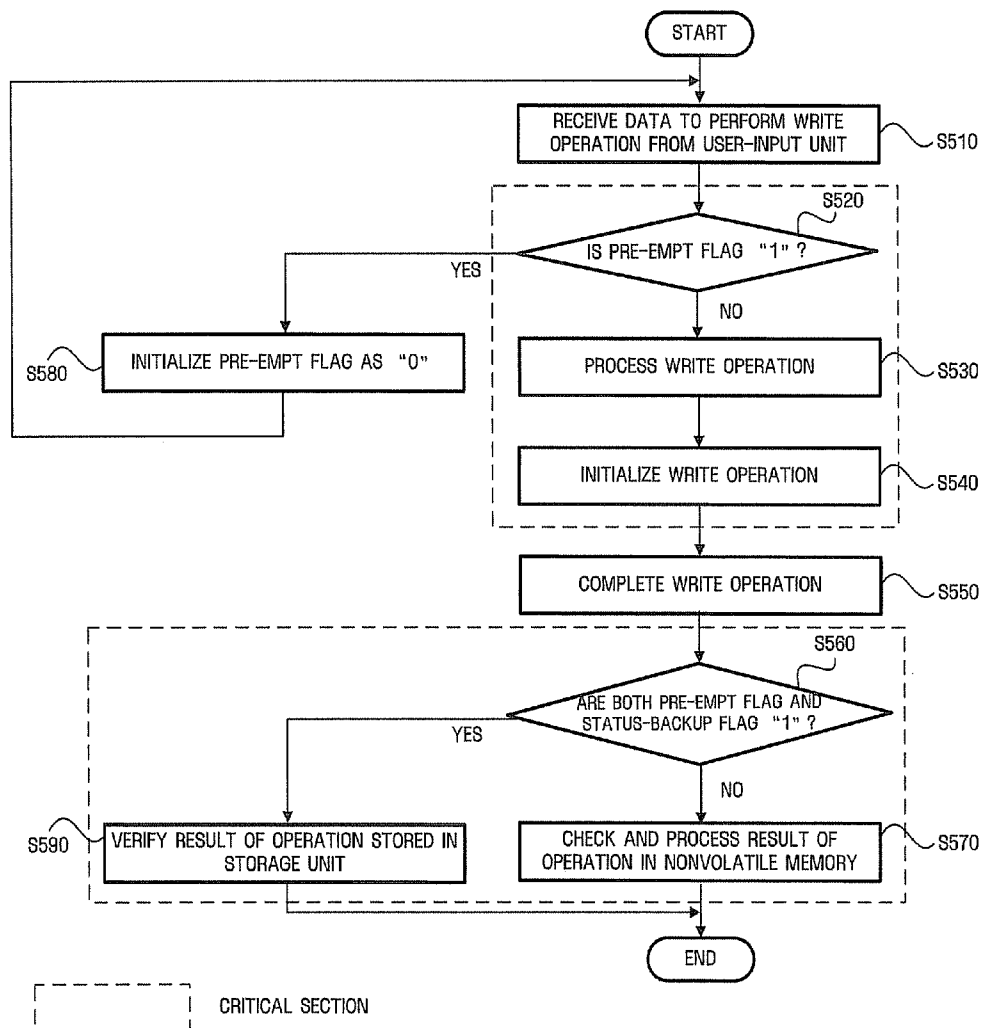 START
RECEIVE DATA TO PERFORM WRITE
OPERATION FROM USER-INPUT UNIT
S510
S520
IS PRE-EMPT FLAG "1" ?
YES
NO
INITIALIZE PRE-EMPT FLAG AS "0"
S580
PROCESS WRITE OPERATION
S530
INITIALIZE WRITE OPERATION
S540
COMPLETE WRITE OPERATION
S550
S560
ARE BOTH PRE-EMPT FLAG AND
STATUS-BACKUP FLAG "1" ?
YES
NO
S590
VERIFY RESULT OF OPERATION STORED IN
STORAGE UNIT
CHECK AND PROCESS RESULT OF
OPERATION IN NONVOLATILE MEMORY
S570
END
CRITICAL SECTION